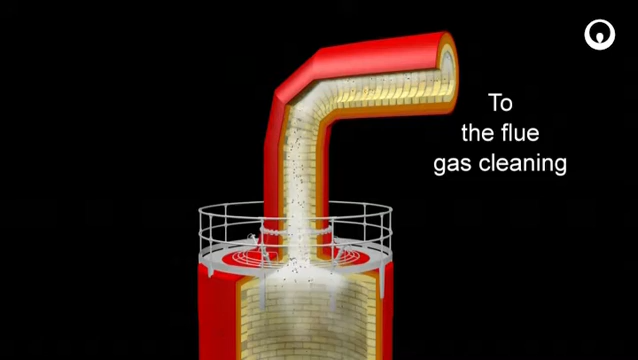 To
the flue
gas cleaning